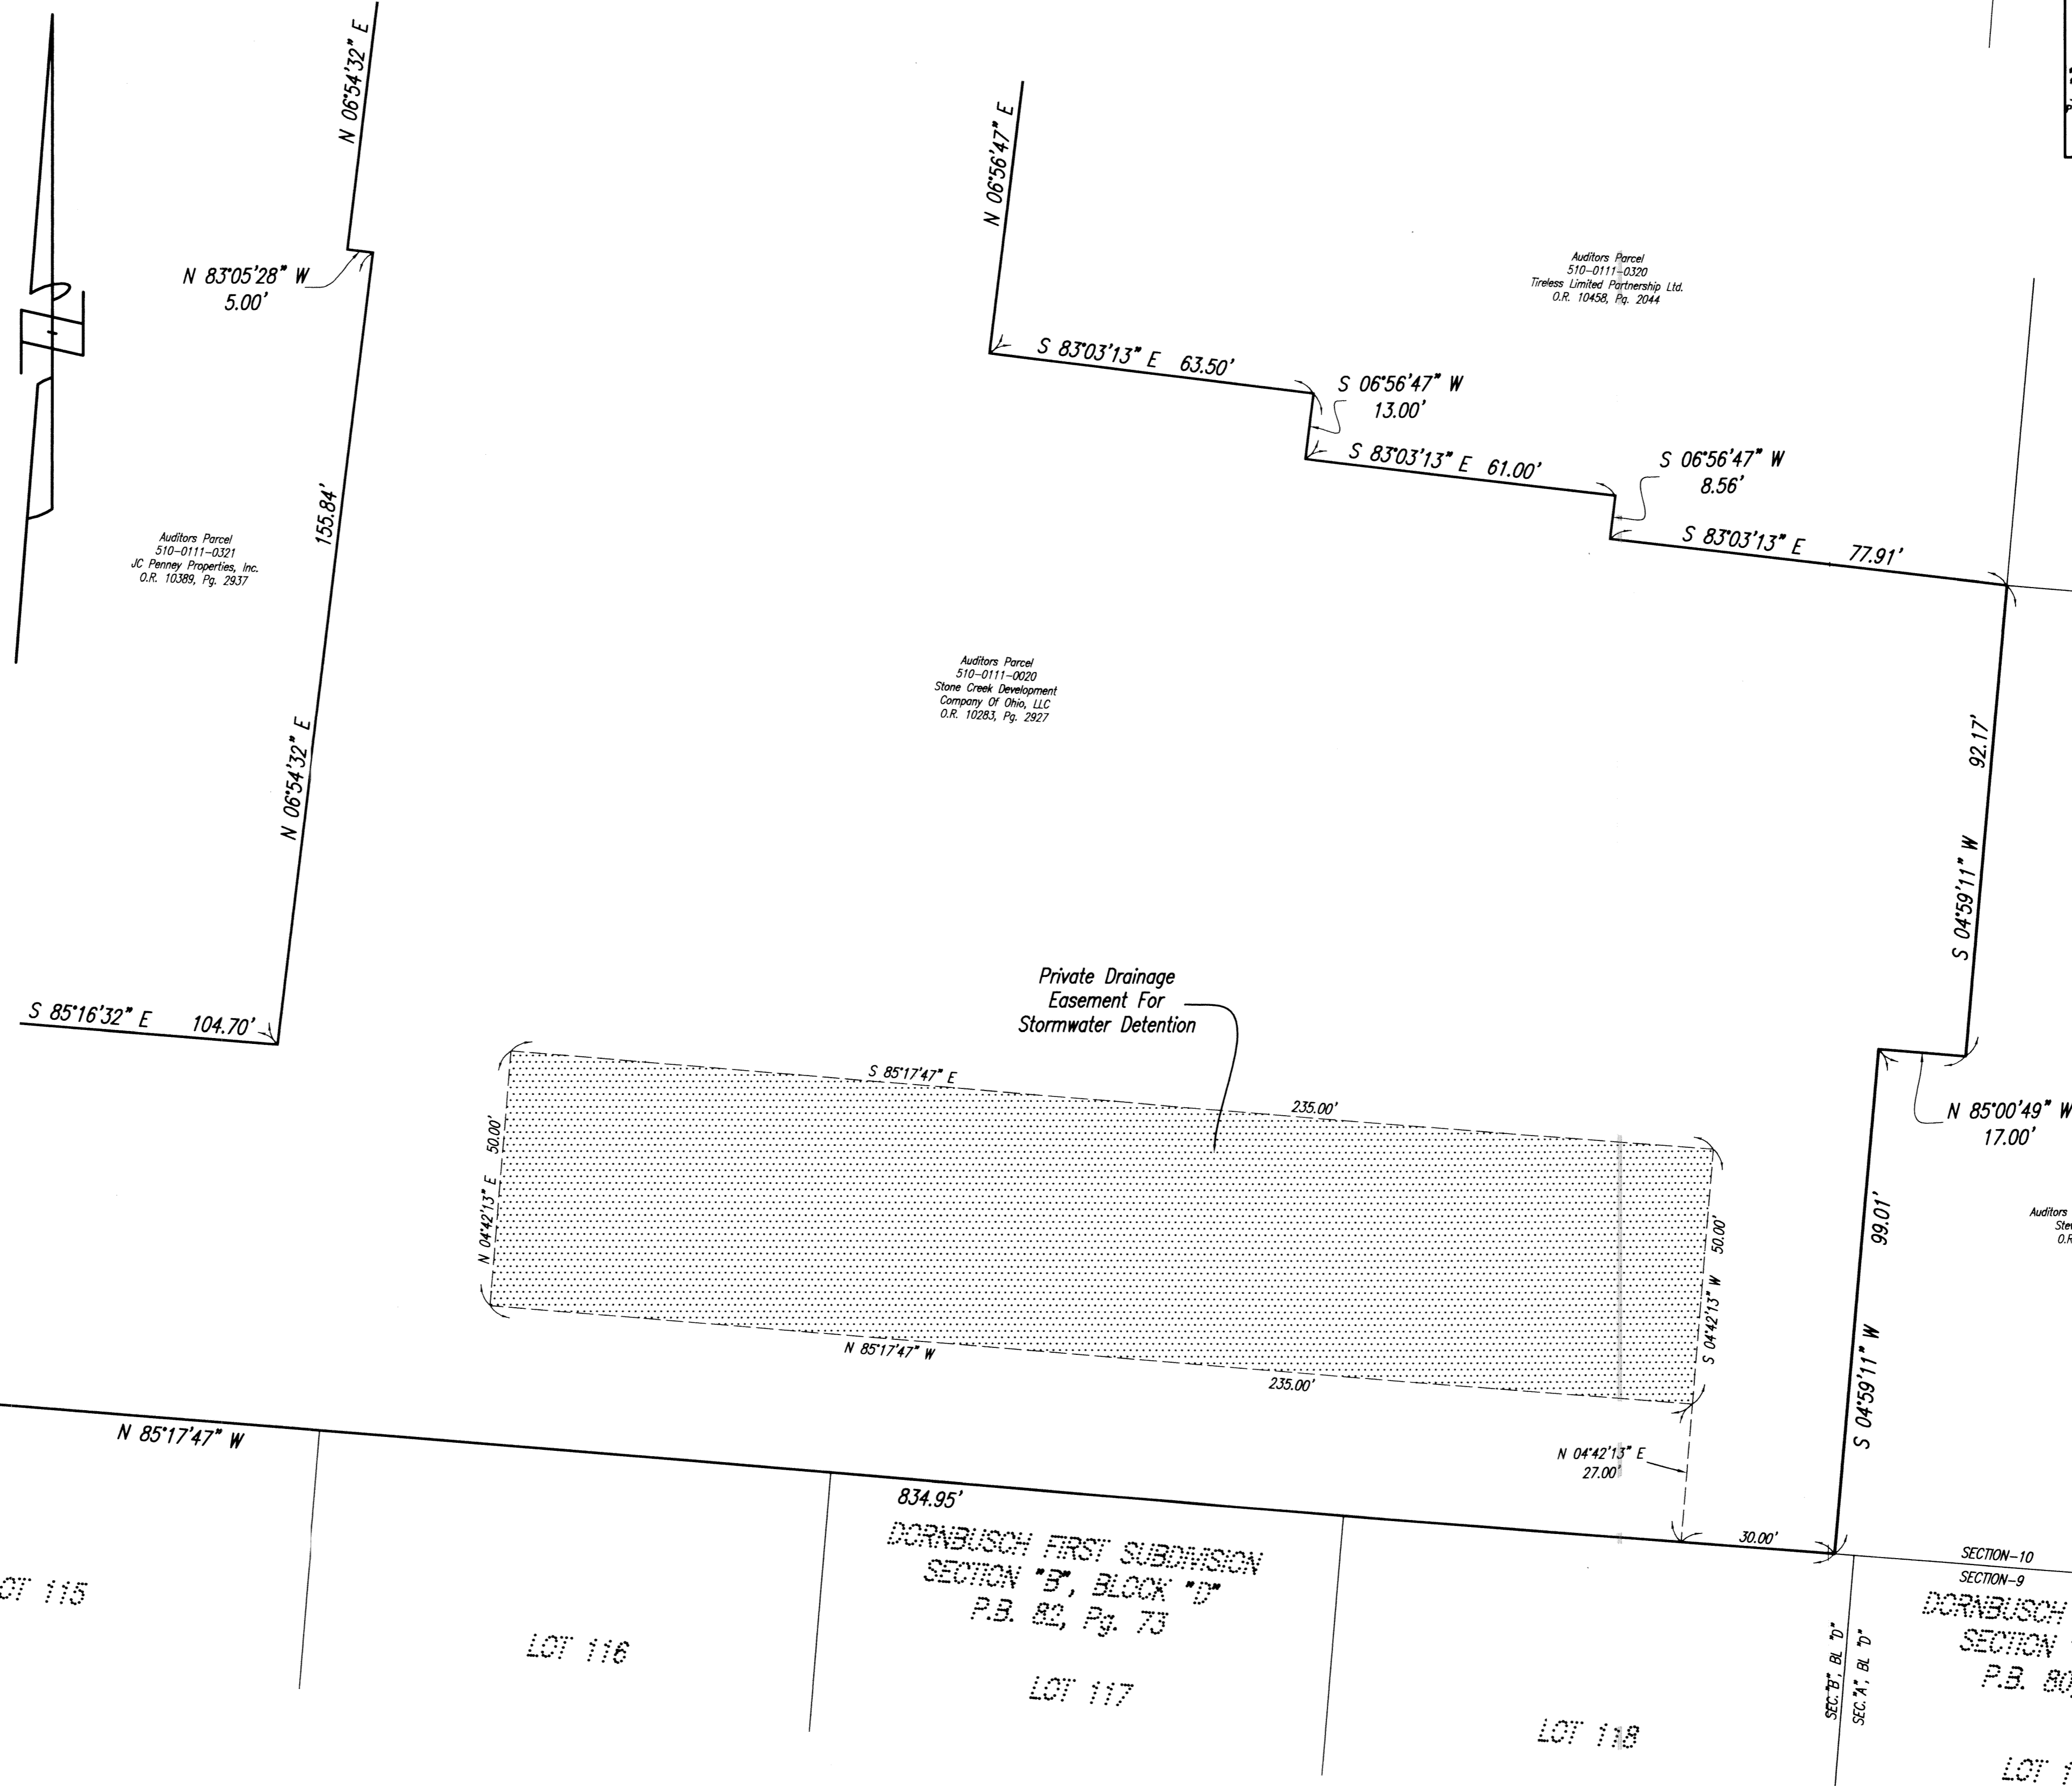 N 06°54'32" E
N 83°05'28" W
5.00'
155.84'
N 06°54'32" E
Auditors Parcel
510-0111-0321
JC Penney Properties, Inc.
O.R. 10389, Pg. 2937
S 85°16'32" E 104.70'
N 06°56'47" E
S 83°03'13" E 63.50'
S 06°56'47" W
13.00'
S 83°03'13" E 61.00'
S 06°56'47" W
8.56'
S 83°03'13" E 77.91'
Auditors Parcel
510-0111-0320
Tireless Limited Partnership Ltd.
O.R. 10458, Pg. 2044
Auditors Parcel
510-0111-0020
Stone Creek Development
Company Of Ohio, LLC
O.R. 10283, Pg. 2927
92.17'
S 04°59'11" W
N 85°00'49" W
17.00'
99.01'
S 04°59'11" W
Auditors
O.R
Private Drainage
Easement For
Stormwater Detention
S 85°17'47" E
235.00'
N 04°42'13" E 50.00'
S 04°42'13" W 50.00'
N 85°17'47" W
235.00'
N 04°42'13" E
27.00'
30.00'
N 85°17'47" W
834.95'
DORNBUSCH FIRST SUBDIVISION
SECTION "B", BLOCK "D"
P.B. 82, Pg. 73
OT 115
LOT 116
LOT 117
LOT 118
SECTION-10
SECTION-9
SEC."B", BL "D"
SEC."A", BL "D"
DORNBUSCH
SECTION
P.B. 80
LOT 1